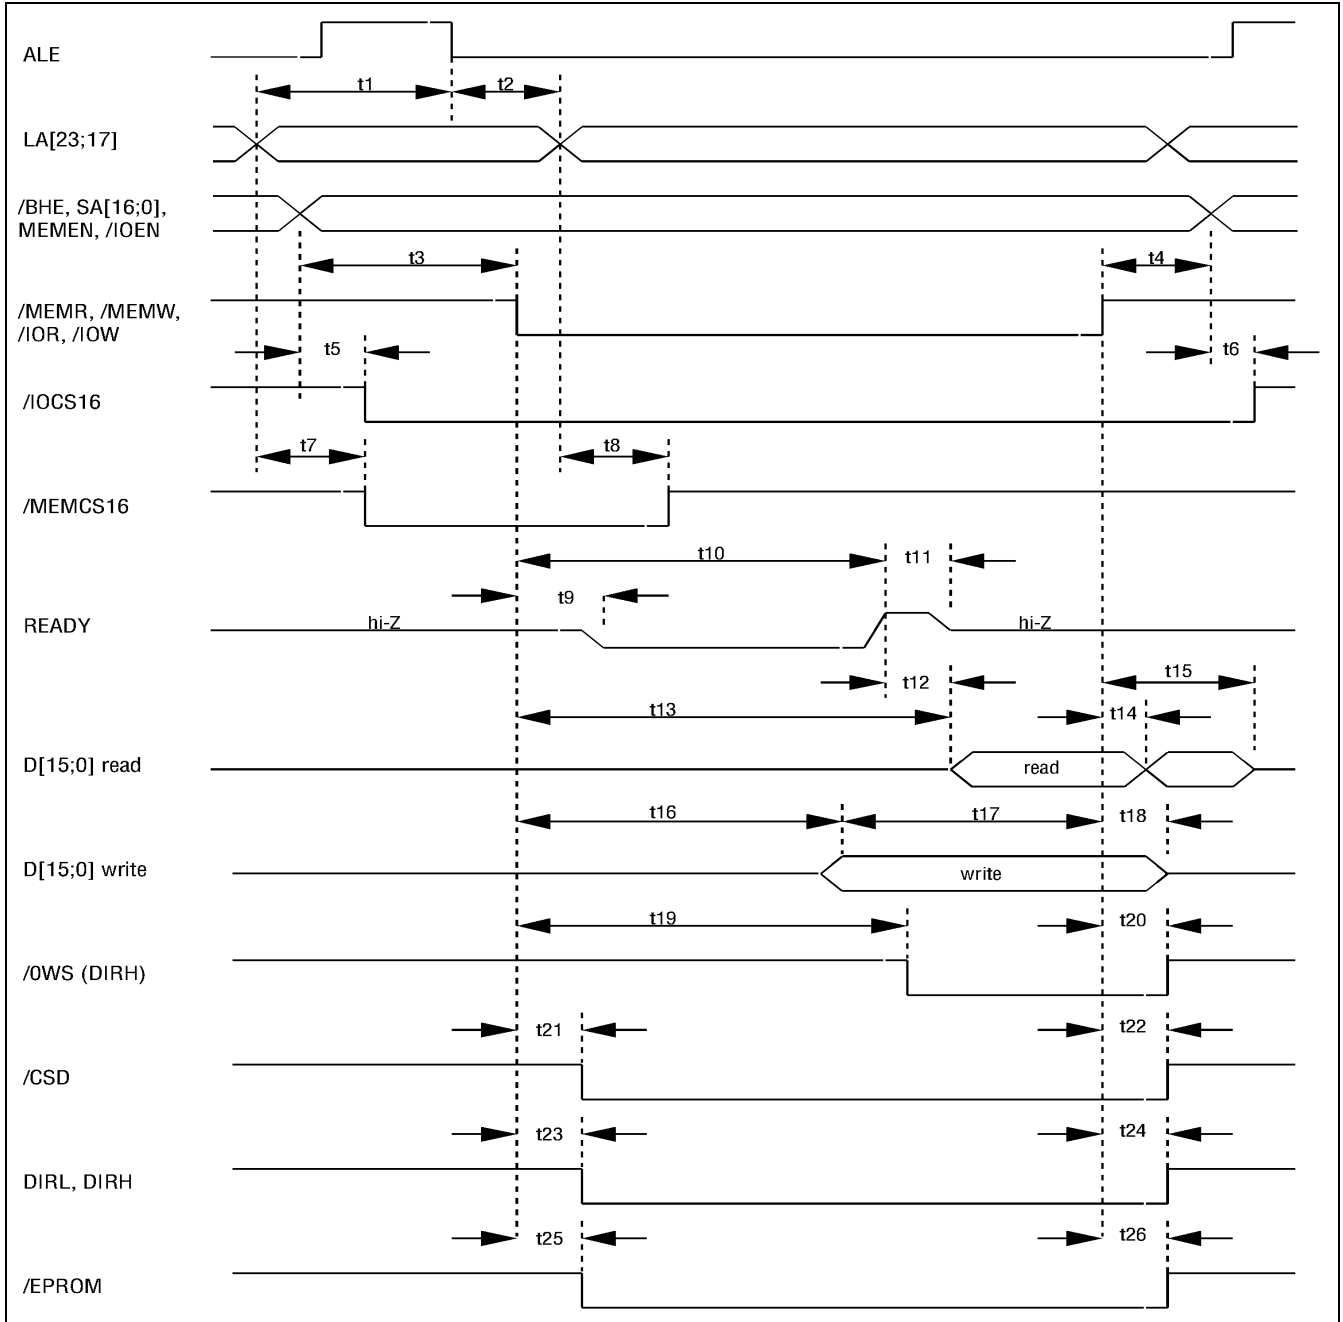 ALE
t1 t2
LA[23;17]
/BHE, SA[16;0],
MEMEN, /IOEN
t3 t4
/MEMR, /MEMW,
/IOR, /IOW
t5 t6
/IOCS16
t7 t8
/MEMCS16
t10 t11
t9
READY hi-Z hi-Z
t12 t15
t13 t14
D[15;0] read read
t16 t17 t18
D[15;0] write write
t19 t20
/0WS (DIRH)
t21 t22
/CSD
t23 t24
DIRL, DIRH
t25 t26
/EPROM